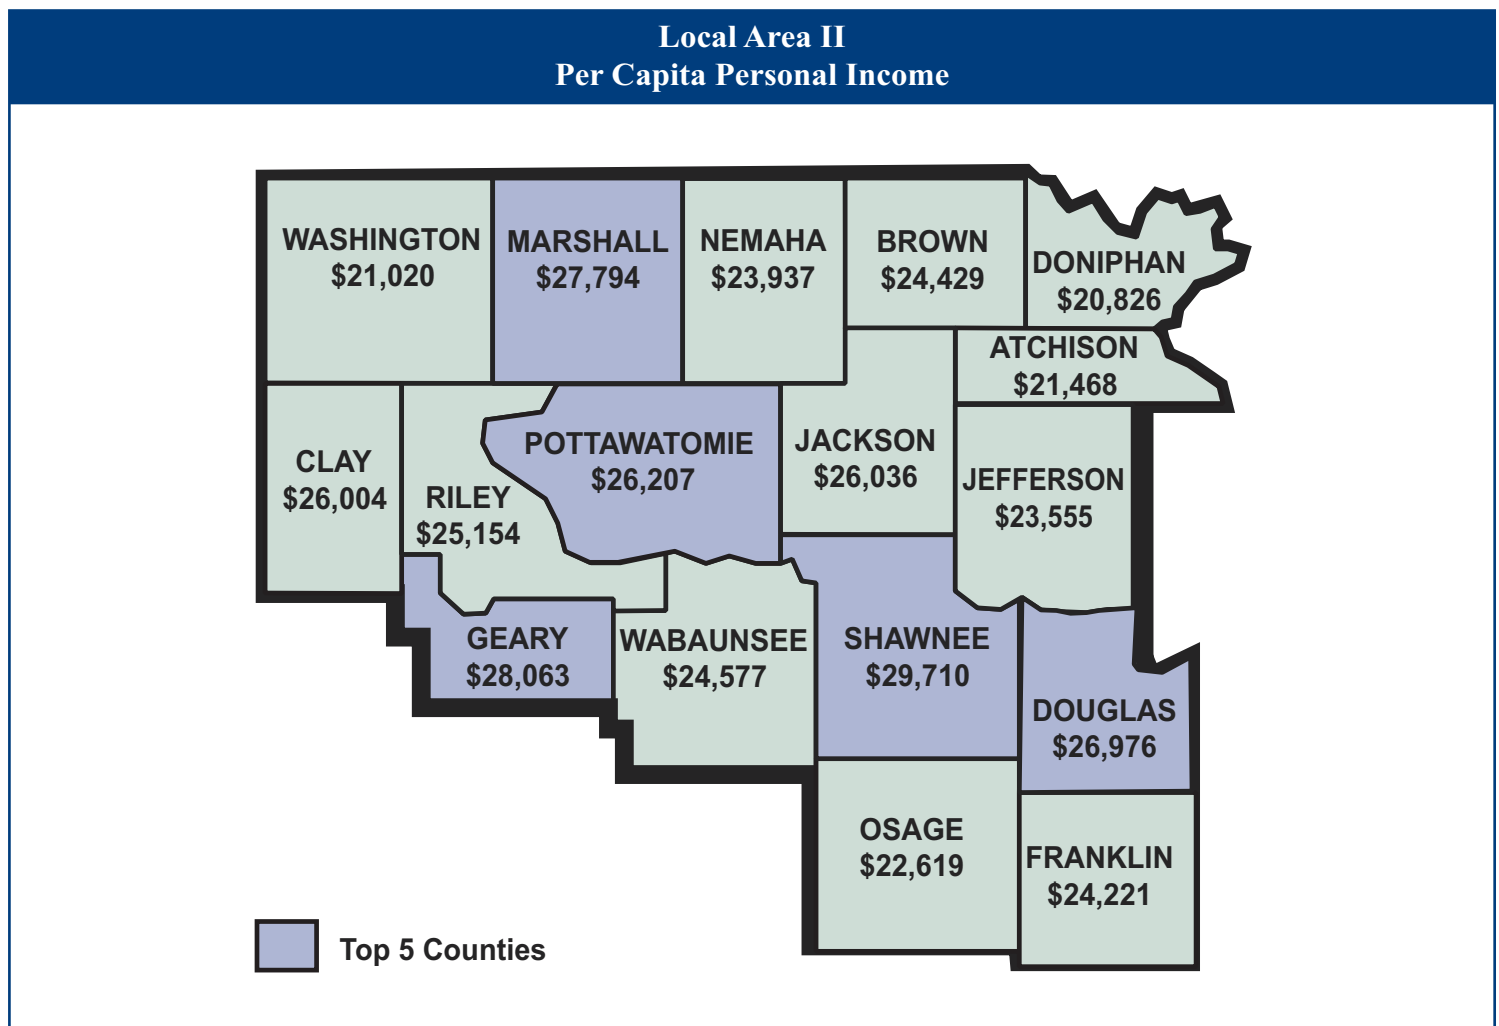 Local Area II
Per Capita Personal Income
WASHINGTON
$21,020
MARSHALL
$27,794
NEMAHA
$23,937
BROWN
$24,429
DONIPHAN
$20,826
ATCHISON
$21,468
CLAY
$26,004
RILEY
$25,154
POTTAWATOMIE
$26,207
JACKSON
$26,036
JEFFERSON
$23,555
GEARY
$28,063
WABAUNSEE
$24,577
SHAWNEE
$29,710
DOUGLAS
$26,976
OSAGE
$22,619
FRANKLIN
$24,221
Top 5 Counties